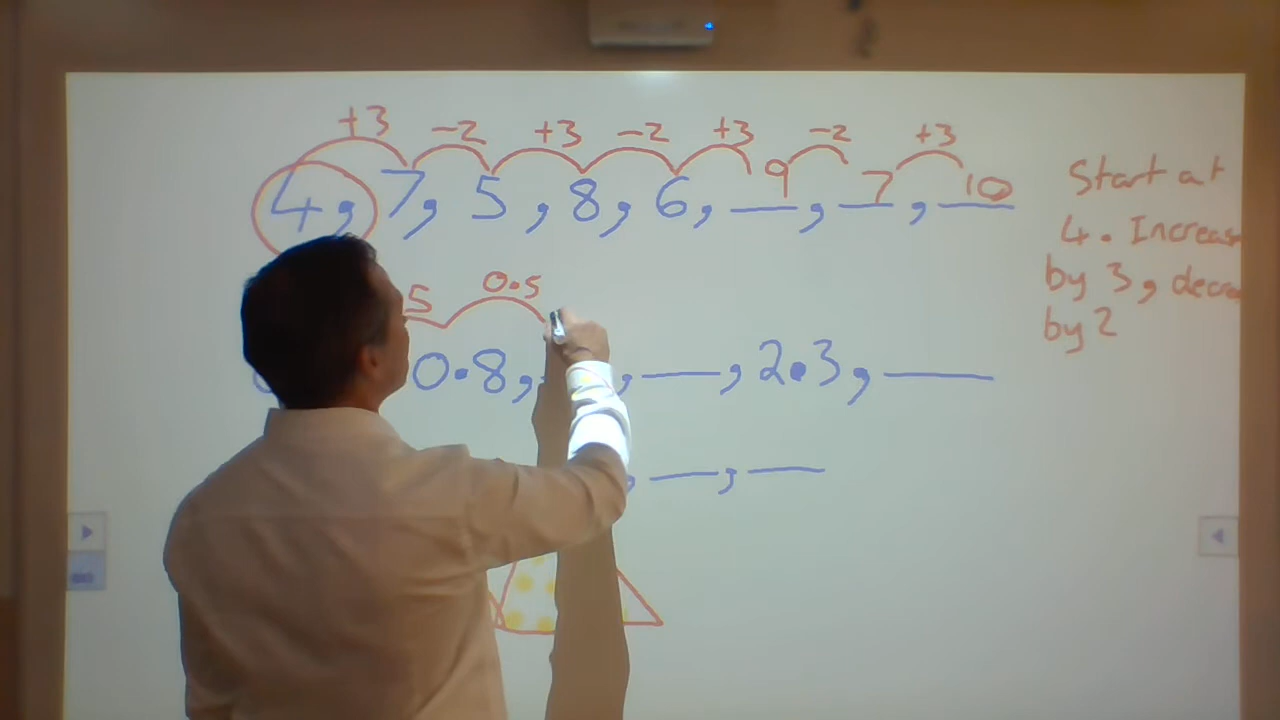 +3 -2 +3 -2 +3 -2 +3
4, 7, 5, 8, 6, 9, 7, 10
Start at
4. Increas
by 3, decre
by 2
5 0.5
0.8, , , 2.3,